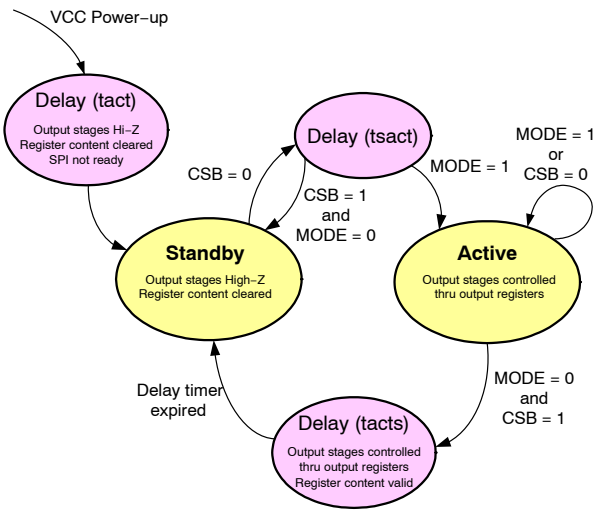 VCC Power−up
Delay (tact)
Output stages Hi−Z
Register content cleared
SPI not ready
Delay (tsact)
MODE = 1
or
CSB = 0
CSB = 0
MODE = 1
CSB = 1
and
MODE = 0
Standby
Output stages High−Z
Register content cleared
Active
Output stages controlled
thru output registers
Delay timer
expired
MODE = 0
and
CSB = 1
Delay (tacts)
Output stages controlled
thru output registers
Register content valid